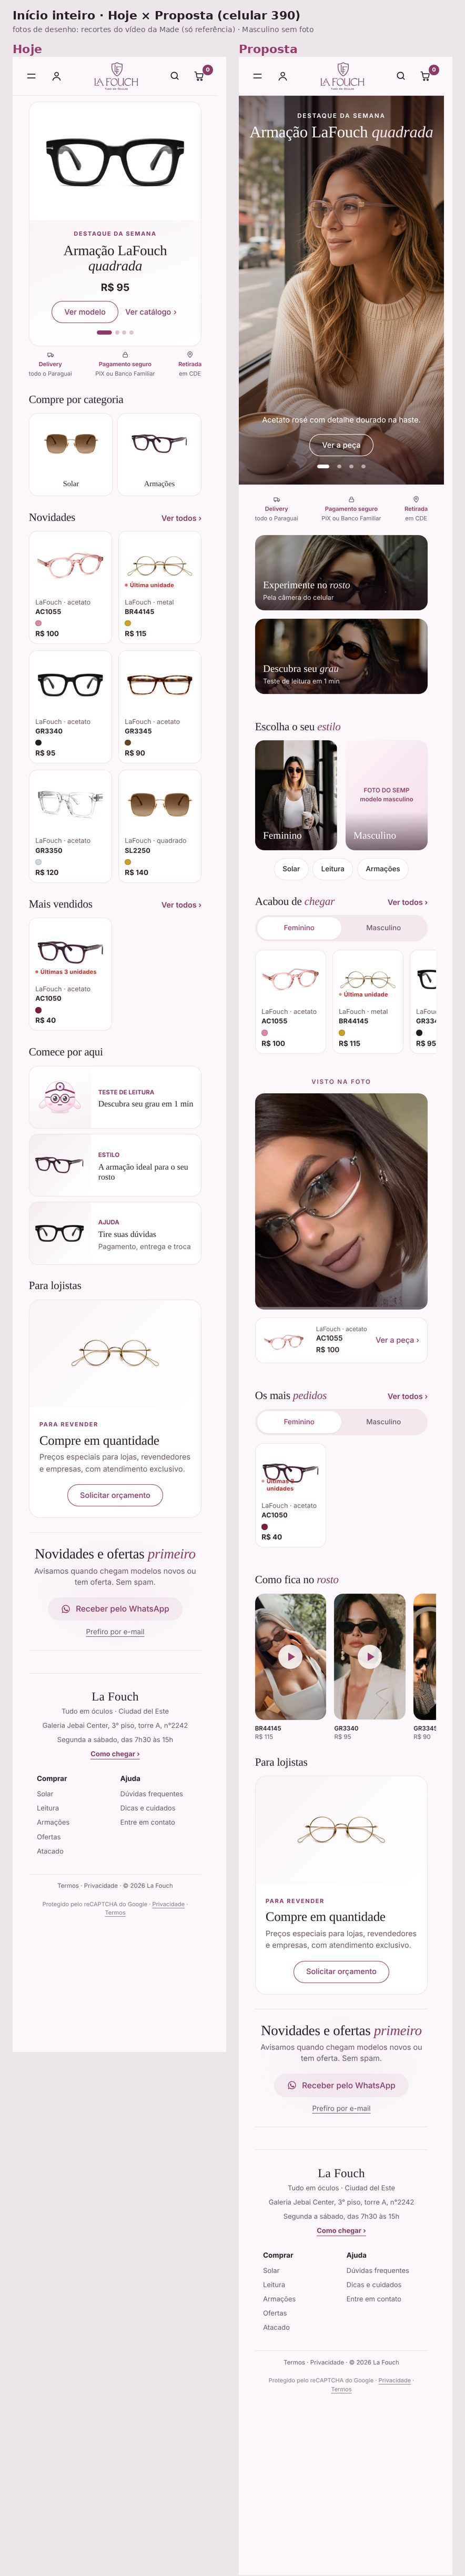 Início inteiro · Hoje × Proposta (celular 390)
fotos de desenho: recortes do vídeo da Made (só referência) · Masculino sem foto
Hoje
LA FOUCH
0
DESTAQUE DA SEMANA
Armação LaFouch
quadrada
R$ 95
Ver modelo
Ver catálogo ›
Delivery
todo o Paraguai
Pagamento seguro
PIX ou Banco Familiar
Retirada
em CDE
Compre por categoria
Solar
Armações
Novidades
Ver todos ›
LaFouch · acetato
AC1055
R$ 100
Última unidade
LaFouch · metal
BR44145
R$ 115
LaFouch · acetato
GR3340
R$ 95
LaFouch · acetato
GR3345
R$ 90
LaFouch · acetato
GR3350
R$ 120
LaFouch · quadrado
SL2250
R$ 140
Mais vendidos
Ver todos ›
Últimas 3 unidades
LaFouch · acetato
AC1050
R$ 40
Comece por aqui
TESTE DE LEITURA
Descubra seu grau em 1 min
ESTILO
A armação ideal para o seu
rosto
AJUDA
Tire suas dúvidas
Pagamento, entrega e troca
Para lojistas
PARA REVENDER
Compre em quantidade
Preços especiais para lojas, revendedores
e empresas, com atendimento exclusivo.
Solicitar orçamento
Novidades e ofertas primeiro
Avisamos quando chegam modelos novos ou
tem oferta. Sem spam.
Receber pelo WhatsApp
Prefiro por e-mail
La Fouch
Tudo em óculos · Ciudad del Este
Galeria Jebai Center, 3° piso, torre A, n°2242
Segunda a sábado, das 7h30 às 15h
Como chegar ›
Comprar
Solar
Leitura
Armações
Ofertas
Atacado
Ajuda
Dúvidas frequentes
Dicas e cuidados
Entre em contato
Termos · Privacidade · © 2026 La Fouch
Protegido pelo reCAPTCHA do Google · Privacidade ·
Termos
Proposta
LA FOUCH
0
DESTAQUE DA SEMANA
Armação LaFouch quadrada
Acetato rosé com detalhe dourado na haste.
Ver a peça
Delivery
todo o Paraguai
Pagamento seguro
PIX ou Banco Familiar
Retirada
em CDE
Experimente no rosto
Pela câmera do celular
Descubra seu grau
Teste de leitura em 1 min
Escolha o seu estilo
Feminino
FOTO DO SEMP
modelo masculino
Masculino
Solar
Leitura
Armações
Acabou de chegar
Ver todos ›
Feminino
Masculino
LaFouch · acetato
AC1055
R$ 100
Última unidade
LaFouch · metal
BR44145
R$ 115
R$ 95
VISTO NA FOTO
LaFouch · acetato
AC1055
R$ 100
Ver a peça ›
Os mais pedidos
Ver todos ›
Feminino
Masculino
Últimas 3
unidades
LaFouch · acetato
AC1050
R$ 40
Como fica no rosto
BR44145
R$ 115
GR3340
R$ 95
GR3345
R$ 90
Para lojistas
PARA REVENDER
Compre em quantidade
Preços especiais para lojas, revendedores
e empresas, com atendimento exclusivo.
Solicitar orçamento
Novidades e ofertas primeiro
Avisamos quando chegam modelos novos ou
tem oferta. Sem spam.
Receber pelo WhatsApp
Prefiro por e-mail
La Fouch
Tudo em óculos · Ciudad del Este
Galeria Jebai Center, 3° piso, torre A, n°2242
Segunda a sábado, das 7h30 às 15h
Como chegar ›
Comprar
Solar
Leitura
Armações
Ofertas
Atacado
Ajuda
Dúvidas frequentes
Dicas e cuidados
Entre em contato
Termos · Privacidade · © 2026 La Fouch
Protegido pelo reCAPTCHA do Google · Privacidade ·
Termos